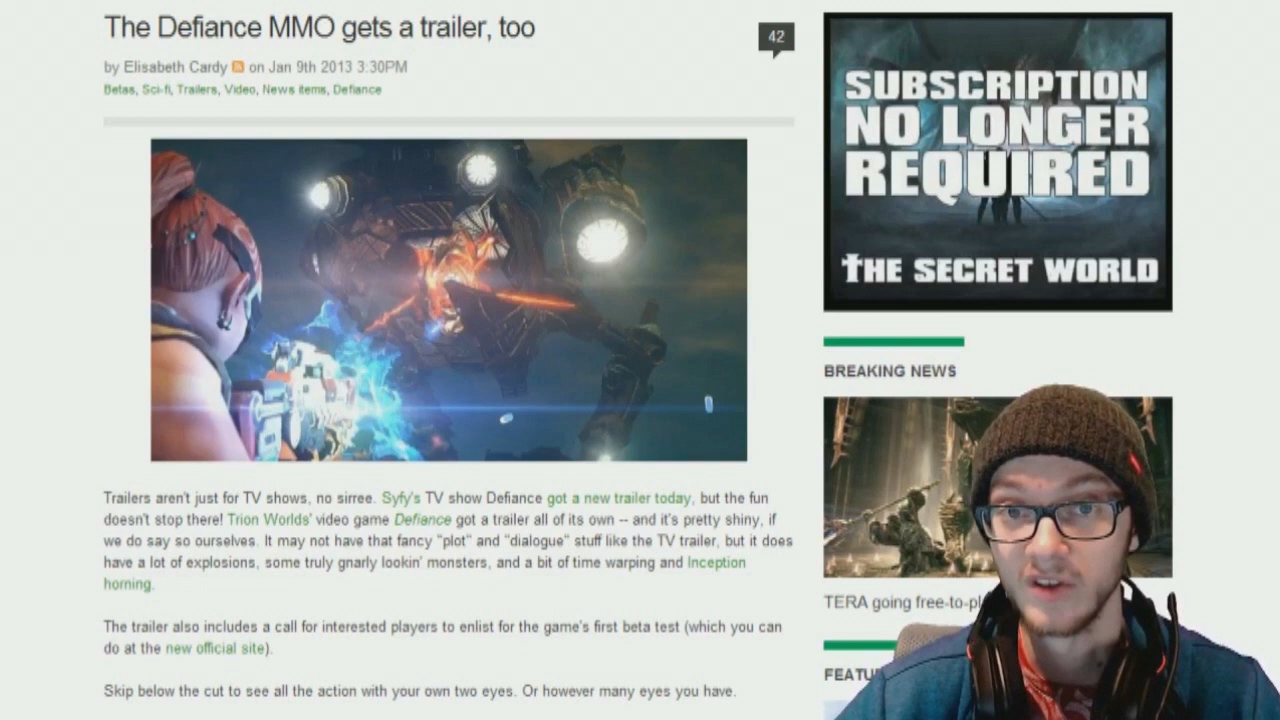 The Defiance MMO gets a trailer, too
42
by Elisabeth Cardy on Jan 9th 2013 3:30PM
Betas, Sci-fi, Trailers, Video, News items, Defiance
Trailers aren't just for TV shows, no sirree. Syfy's TV show Defiance got a new trailer today, but the fun
doesn't stop there! Trion Worlds' video game Defiance got a trailer all of its own -- and it's pretty shiny, if
we do say so ourselves. It may not have that fancy "plot" and "dialogue" stuff like the TV trailer, but it does
have a lot of explosions, some truly gnarly lookin' monsters, and a bit of time warping and Inception
horning.
The trailer also includes a call for interested players to enlist for the game's first beta test (which you can
do at the new official site).
Skip below the cut to see all the action with your own two eyes. Or however many eyes you have.
SUBSCRIPTION
NO LONGER
REQUIRED
THE SECRET WORLD
BREAKING NEWS
TERA going free-to-pl
FEATU